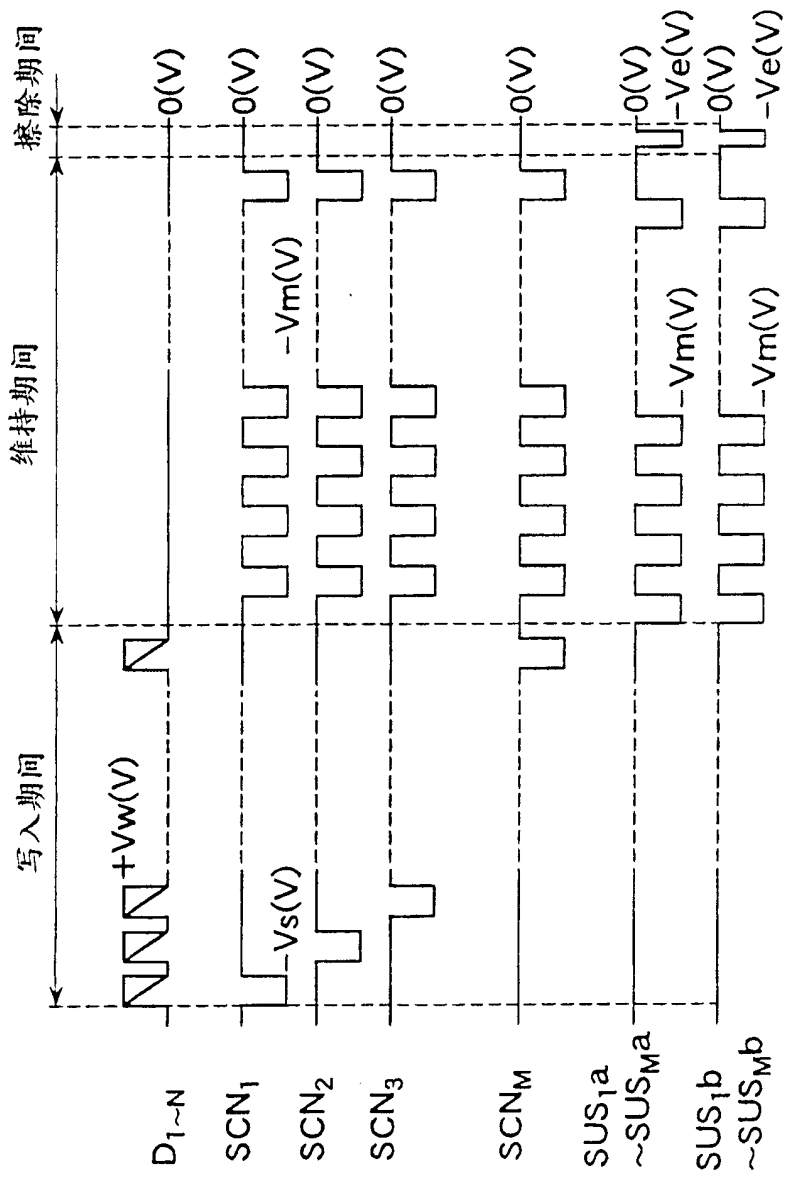 写入期间
维持期间
擦除期间
D1~N
+Vw(V)
0(V)
SCN1
-Vs(V)
-Vm(V)
0(V)
SCN2
0(V)
SCN3
0(V)
SCNM
0(V)
SUS1a
~SUSMa
-Vm(V)
0(V)
-Ve(V)
SUS1b
~SUSMb
-Vm(V)
0(V)
-Ve(V)